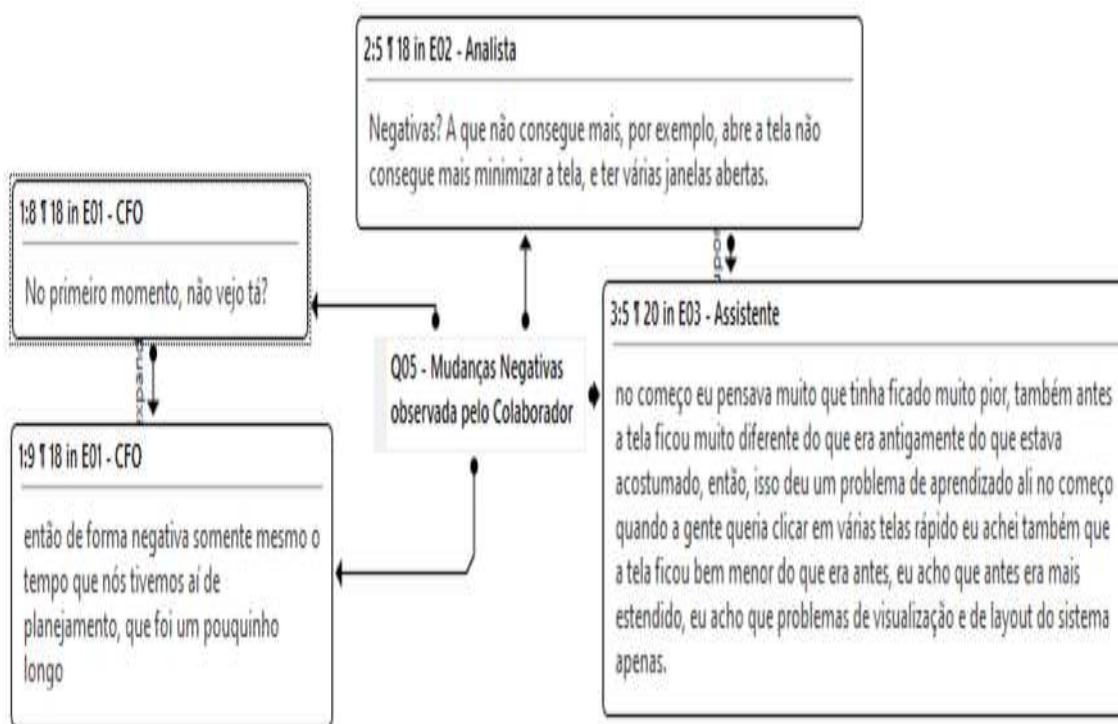 2:5 ¶ 18 in E02 - Analista
Negativas? A que não consegue mais, por exemplo, abre a tela não
consegue mais minimizar a tela, e ter várias janelas abertas.
1:8 ¶ 18 in E01 - CFO
No primeiro momento, não vejo tá?
Q05 - Mudanças Negativas
observada pelo Colaborador
3:5 ¶ 20 in E03 - Assistente
no começo eu pensava muito que tinha ficado muito pior, também antes
a tela ficou muito diferente do que era antigamente do que estava
acostumado, então, isso deu um problema de aprendizado ali no começo
quando a gente queria clicar em várias telas rápido eu achei também que
a tela ficou bem menor do que era antes, eu acho que antes era mais
estendido, eu acho que problemas de visualização e de layout do sistema
apenas.
1:9 ¶ 18 in E01 - CFO
então de forma negativa somente mesmo o
tempo que nós tivemos aí de
planejamento, que foi um pouquinho
longo